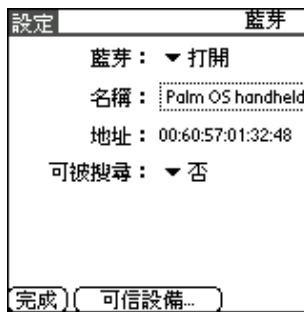 設定 藍芽
藍芽： 打開
名稱： Palm OS handheld
地址： 00:60:57:01:32:48
可被搜尋： 否
完成 可信設備...